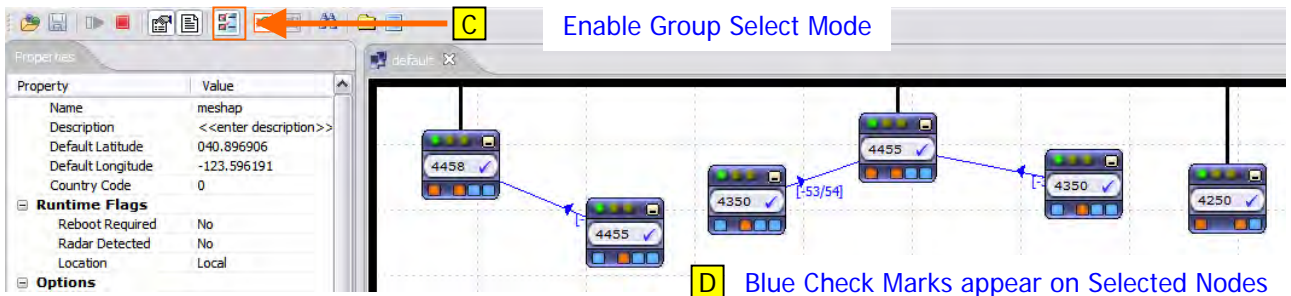 C
Enable Group Select Mode
Properties
default
Property Value
Name meshap
Description <<enter description>>
Default Latitude 040.896906
Default Longitude -123.596191
Country Code 0
Runtime Flags
Reboot Required No
Radar Detected No
Location Local
Options
4458
4455
4350
[-53/54]
4455
4350
4250
D
Blue Check Marks appear on Selected Nodes